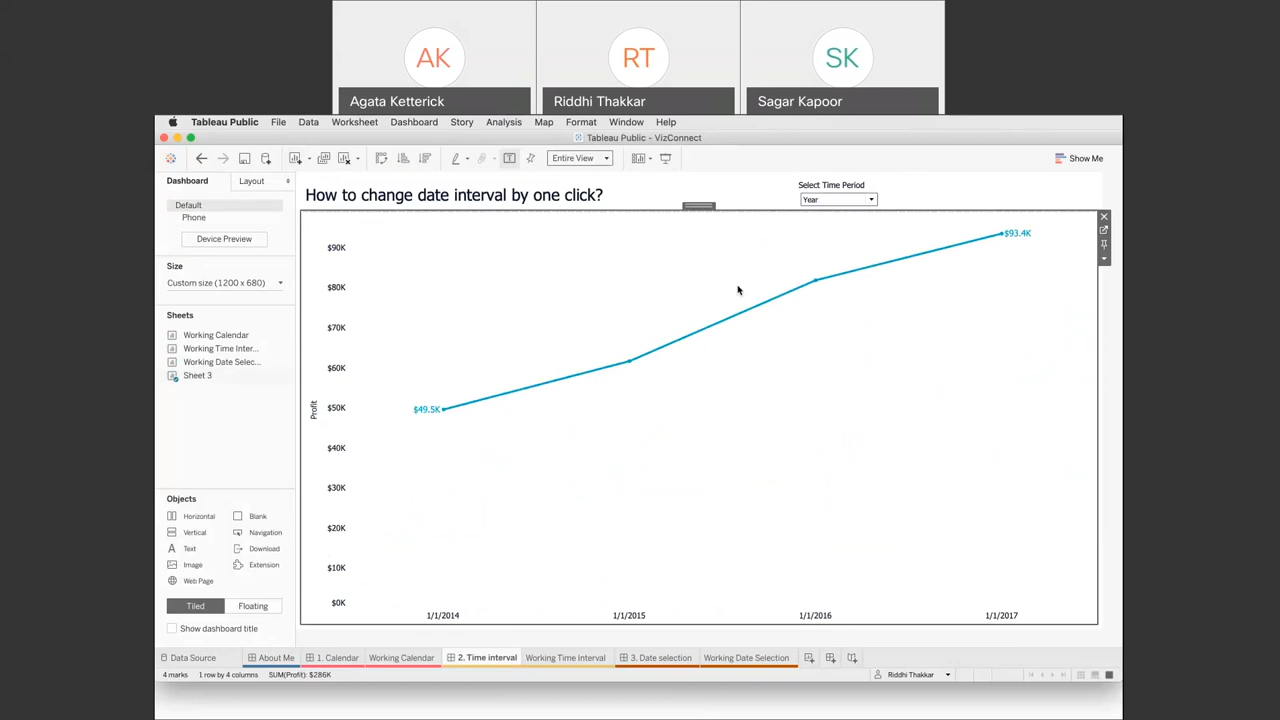 AK
RT
SK
Agata Ketterick
Riddhi Thakkar
Sagar Kapoor
Tableau Public File Data Worksheet Dashboard Story Analysis Map Format Window Help
Tableau Public - VizConnect
Entire View
Show Me
Dashboard Layout
Default
Phone
Device Preview
Size
Custom size (1200 x 680)
Sheets
Working Calendar
Working Time Inter...
Working Date Selec...
Sheet 3
Objects
Horizontal Blank
Vertical Navigation
A Text Download
Image Extension
Web Page
Tiled Floating
Show dashboard title
How to change date interval by one click?
Select Time Period
Year
$90K
$80K
$70K
$60K
$50K
$40K
$30K
$20K
$10K
$0K
Profit
$49.5K
$93.4K
1/1/2014 1/1/2015 1/1/2016 1/1/2017
Data Source About Me 1. Calendar Working Calendar 2. Time interval Working Time Interval 3. Date selection Working Date Selection
4 marks 1 row by 4 columns SUM(Profit): $286K Riddhi Thakkar